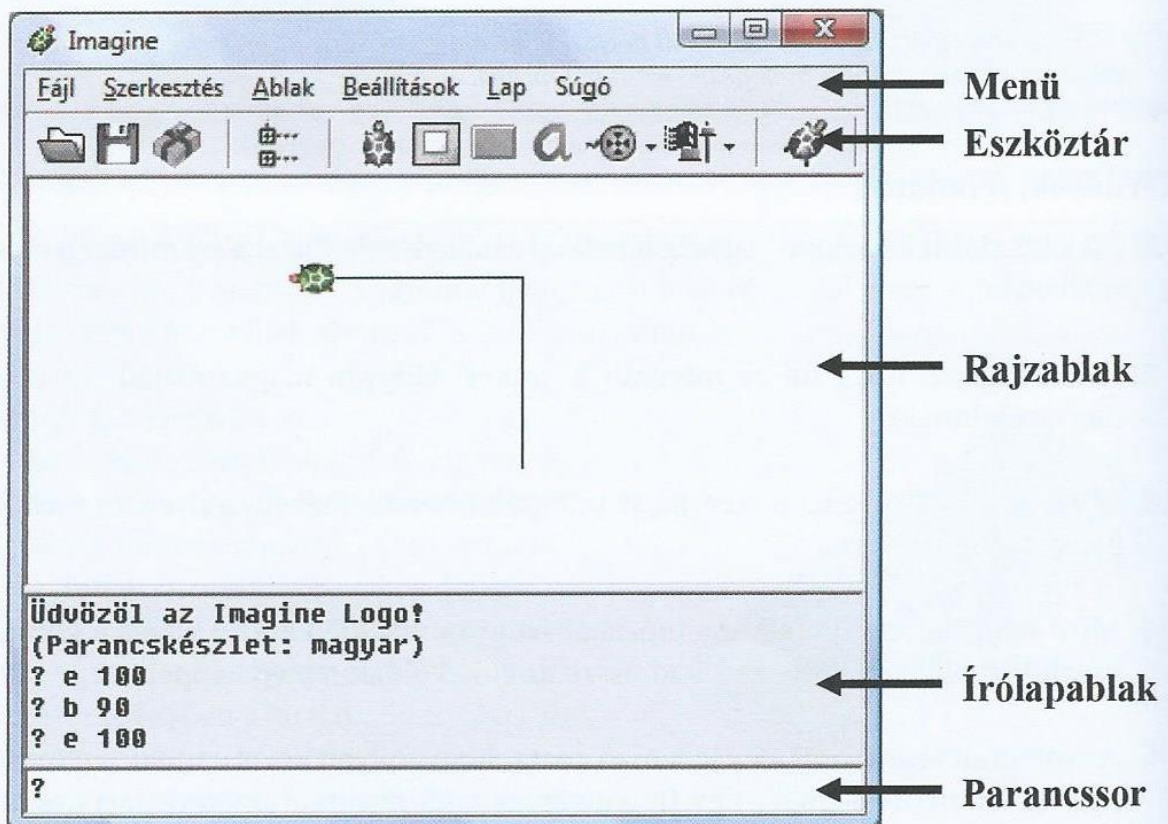 Imagine
Fájl Szerkesztés Ablak Beállítások Lap Súgó
Menü
Eszköztár
Rajzablak
Üdvözöl az Imagine Logo!
(Parancskészlet: magyar)
? e 100
? b 90
? e 100
Írólapablak
?
Parancssor